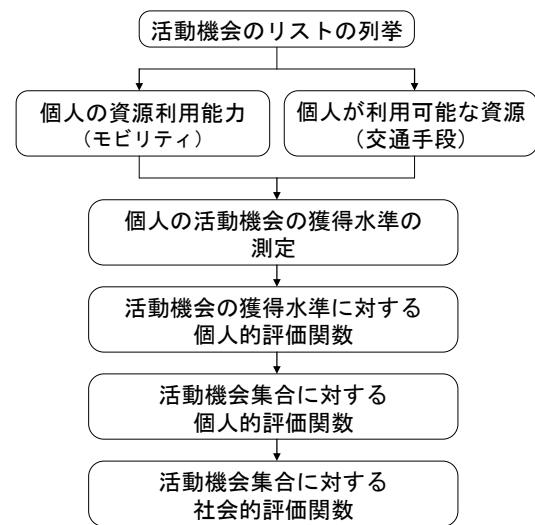 活動機会のリストの列挙
個人の資源利用能力
（モビリティ）
個人が利用可能な資源
（交通手段）
個人の活動機会の獲得水準の
測定
活動機会の獲得水準に対する
個人的評価関数
活動機会集合に対する
個人的評価関数
活動機会集合に対する
社会的評価関数